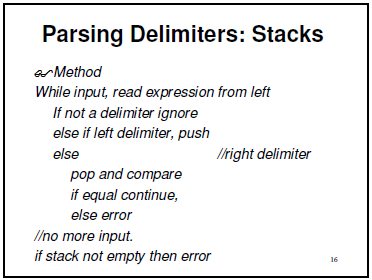 Parsing Delimiters: Stacks
Method
While input, read expression from left
If not a delimiter ignore
else if left delimiter, push
else //right delimiter
pop and compare
if equal continue,
else error
//no more input.
if stack not empty then error
16